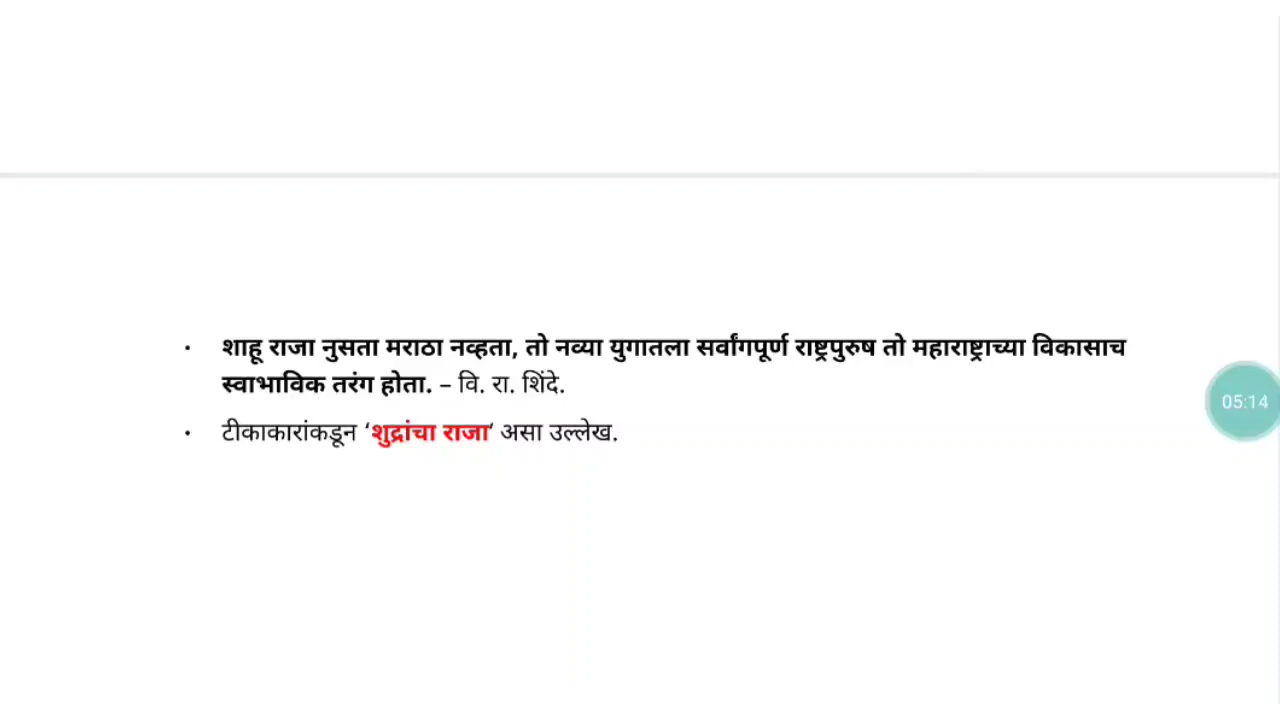 • शाहू राजा नुसता मराठा नव्हता, तो नव्या युगातला सर्वांगपूर्ण राष्ट्रपुरुष तो महाराष्ट्राच्या विकासाच
स्वाभाविक तरंग होता. – वि. रा. शिंदे.
05:14
• टीकाकारांकडून ‘शुद्रांचा राजा’ असा उल्लेख.